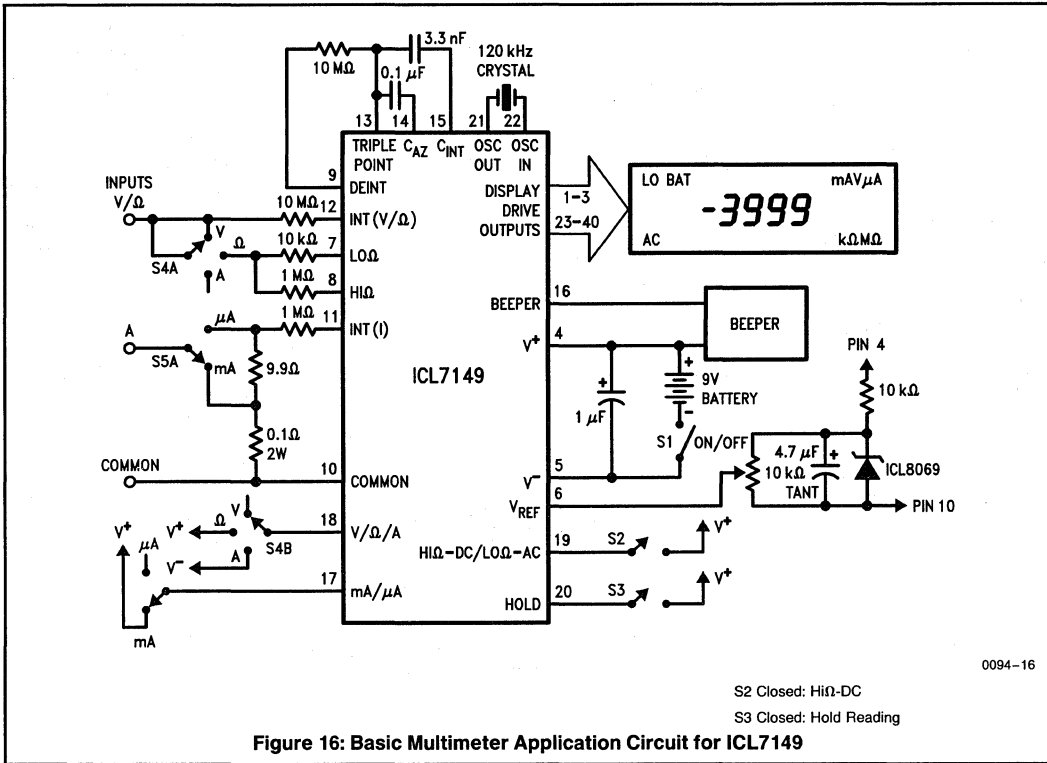 3.3 nF
10 MΩ
0.1 μF
120 kHz
CRYSTAL
13
14
15
21
22
TRIPLE
POINT
CAZ
CINT
OSC
OUT
OSC
IN
9
DEINT
INPUTS
V/Ω
10 MΩ
12
INT (V/Ω)
V
Ω
A
S4A
10 kΩ
7
LOΩ
1 MΩ
8
HIΩ
1 MΩ
11
INT (I)
A
μA
S5A
mA
9.9Ω
0.1Ω
2W
COMMON
10
COMMON
ICL7149
DISPLAY
DRIVE
OUTPUTS
1-3
23-40
LO BAT
mAVμA
-3999
AC
kΩMΩ
BEEPER
16
BEEPER
V+
4
+
1 μF
+
9V
BATTERY
-
S1
ON/OFF
V-
5
VREF
6
PIN 4
10 kΩ
4.7 μF
+
10 kΩ
TANT
ICL8069
PIN 10
V
Ω
V+
A
V-
S4B
18
V/Ω/A
V+
μA
mA
17
mA/μA
HIΩ-DC/LOΩ-AC
19
S2
V+
HOLD
20
S3
V+
0094-16
S2 Closed: HiΩ-DC
S3 Closed: Hold Reading
Figure 16: Basic Multimeter Application Circuit for ICL7149